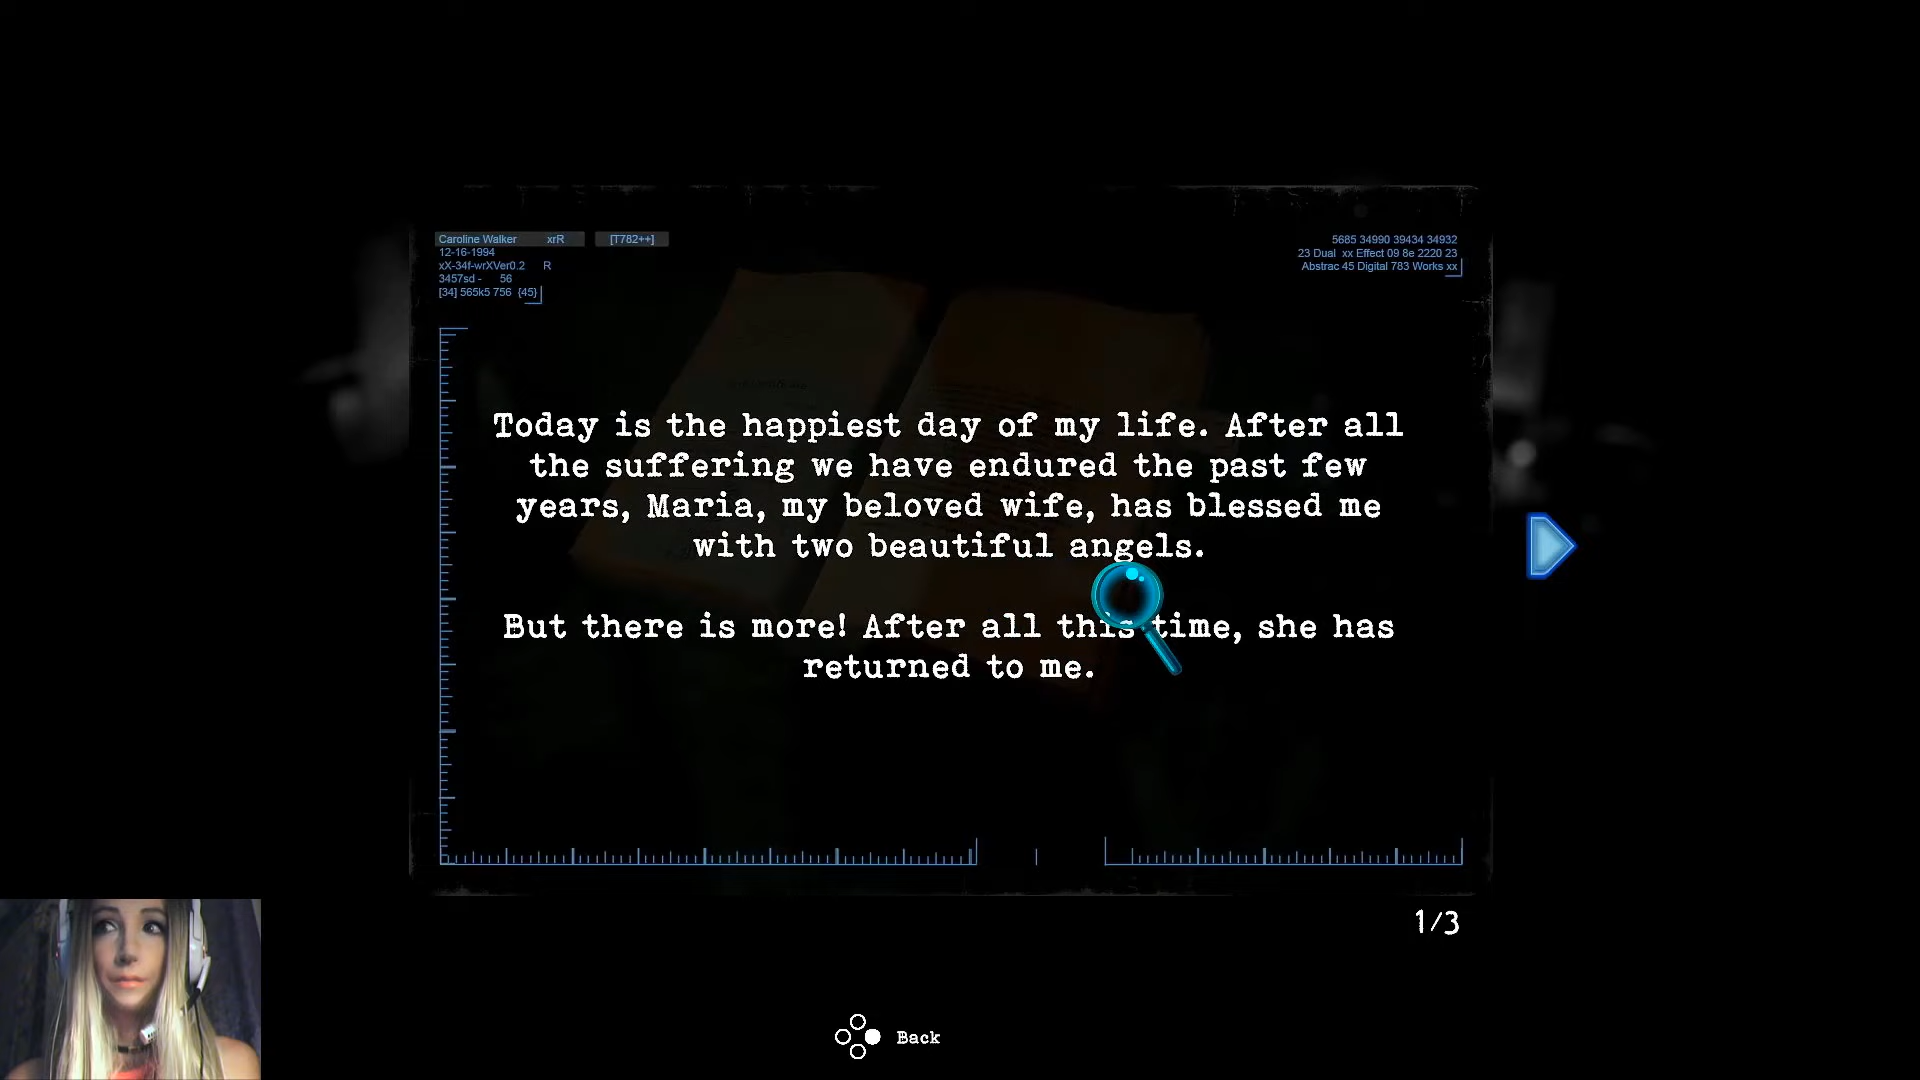 Caroline Walker xrR [T782++]
12-16-1994
xX-34f-wrXVer0.2 R
3457sd - 56
[34] 565k5 756 {45}
5685 34990 39434 34932
23 Dual xx Effect 09 8e 2220 23
Abstrac 45 Digital 783 Works xx
Today is the happiest day of my life. After all
the suffering we have endured the past few
years, Maria, my beloved wife, has blessed me
with two beautiful angels.
But there is more! After all this time, she has
returned to me.
1/3
Back